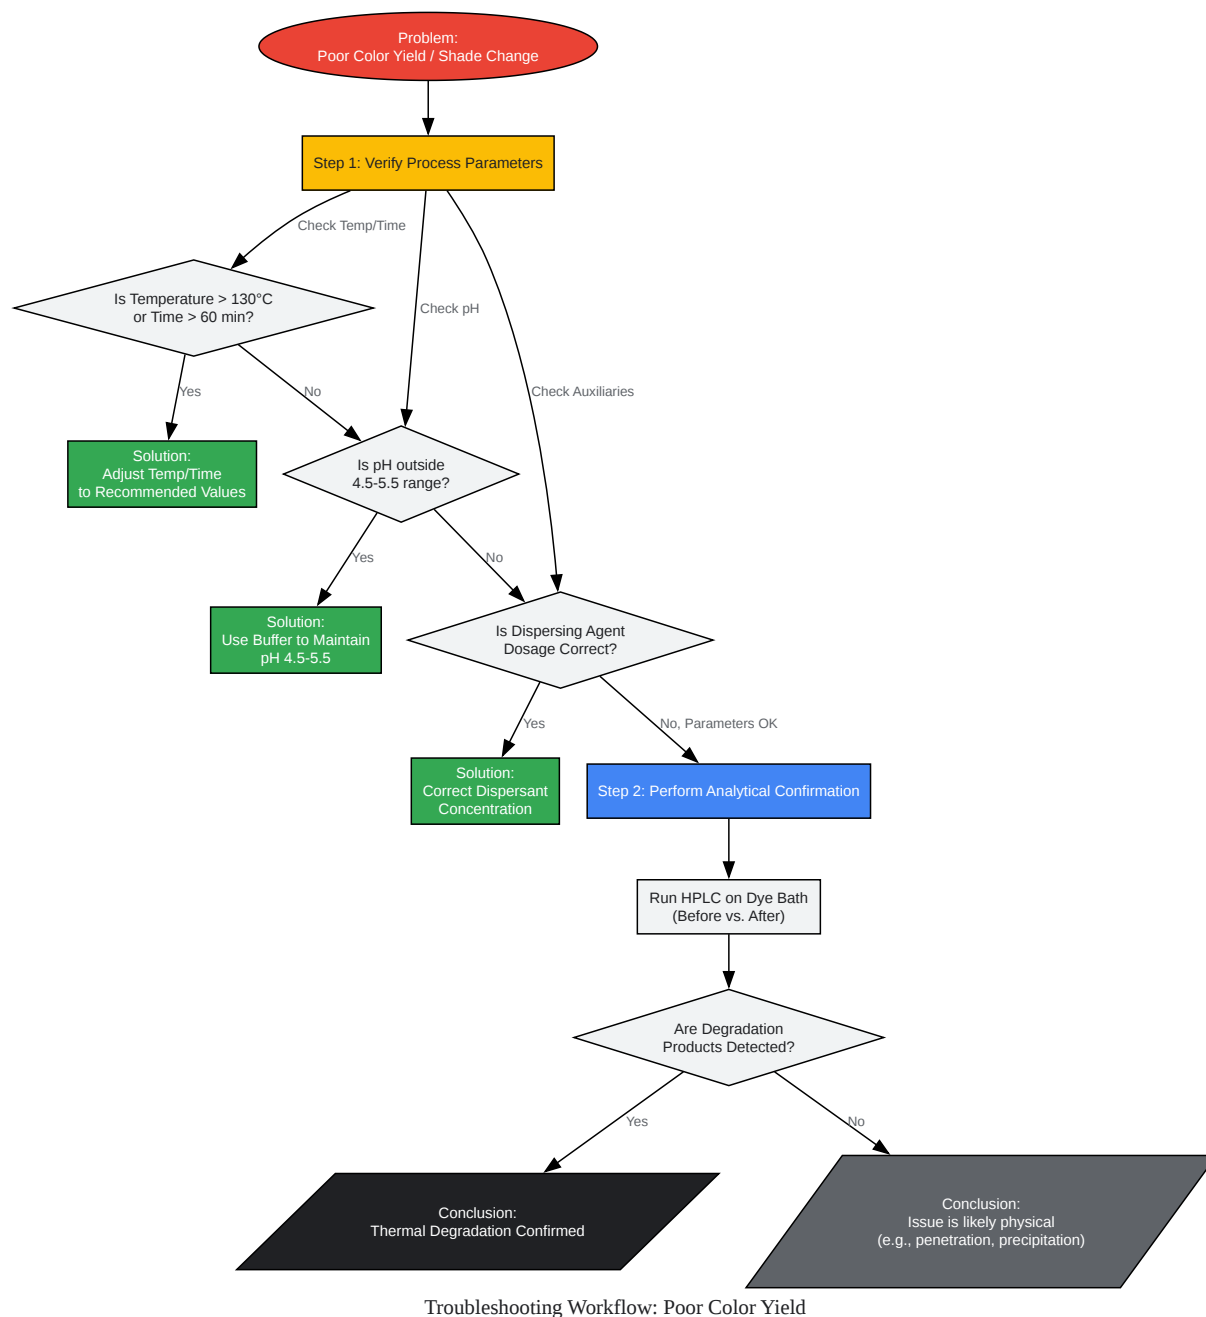 Problem:
Poor Color Yield / Shade Change
Step 1: Verify Process Parameters
Check Temp/Time
Is Temperature > 130°C
or Time > 60 min?
Check pH
Check Auxiliaries
Yes
No
Solution:
Adjust Temp/Time
to Recommended Values
Is pH outside
4.5-5.5 range?
Yes
No
Solution:
Use Buffer to Maintain
pH 4.5-5.5
Is Dispersing Agent
Dosage Correct?
Yes
No, Parameters OK
Solution:
Correct Dispersant
Concentration
Step 2: Perform Analytical Confirmation
Run HPLC on Dye Bath
(Before vs. After)
Are Degradation
Products Detected?
Yes
No
Conclusion:
Thermal Degradation Confirmed
Conclusion:
Issue is likely physical
(e.g., penetration, precipitation)
Troubleshooting Workflow: Poor Color Yield